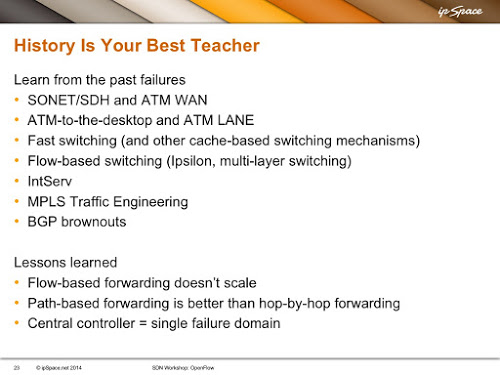 ip Space
History Is Your Best Teacher
Learn from the past failures
• SONET/SDH and ATM WAN
• ATM-to-the-desktop and ATM LANE
• Fast switching (and other cache-based switching mechanisms)
• Flow-based switching (Ipsilon, multi-layer switching)
• IntServ
• MPLS Traffic Engineering
• BGP brownouts
Lessons learned
• Flow-based forwarding doesn’t scale
• Path-based forwarding is better than hop-by-hop forwarding
• Central controller = single failure domain
23 © ipSpace.net 2014 SDN Workshop: OpenFlow